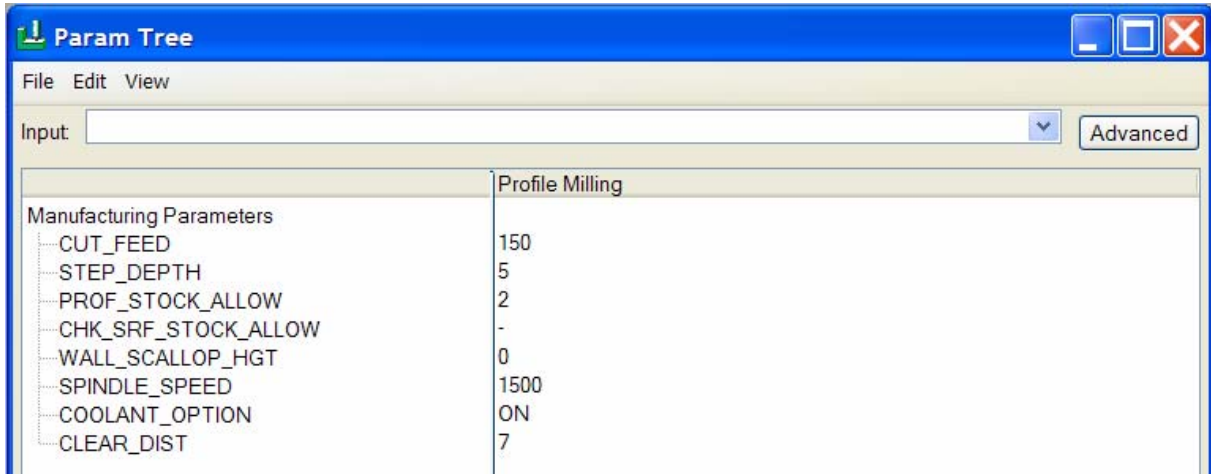 Param Tree
File Edit View
Input: Advanced
Profile Milling
Manufacturing Parameters
CUT_FEED 150
STEP_DEPTH 5
PROF_STOCK_ALLOW 2
CHK_SRF_STOCK_ALLOW -
WALL_SCALLOP_HGT 0
SPINDLE_SPEED 1500
COOLANT_OPTION ON
CLEAR_DIST 7